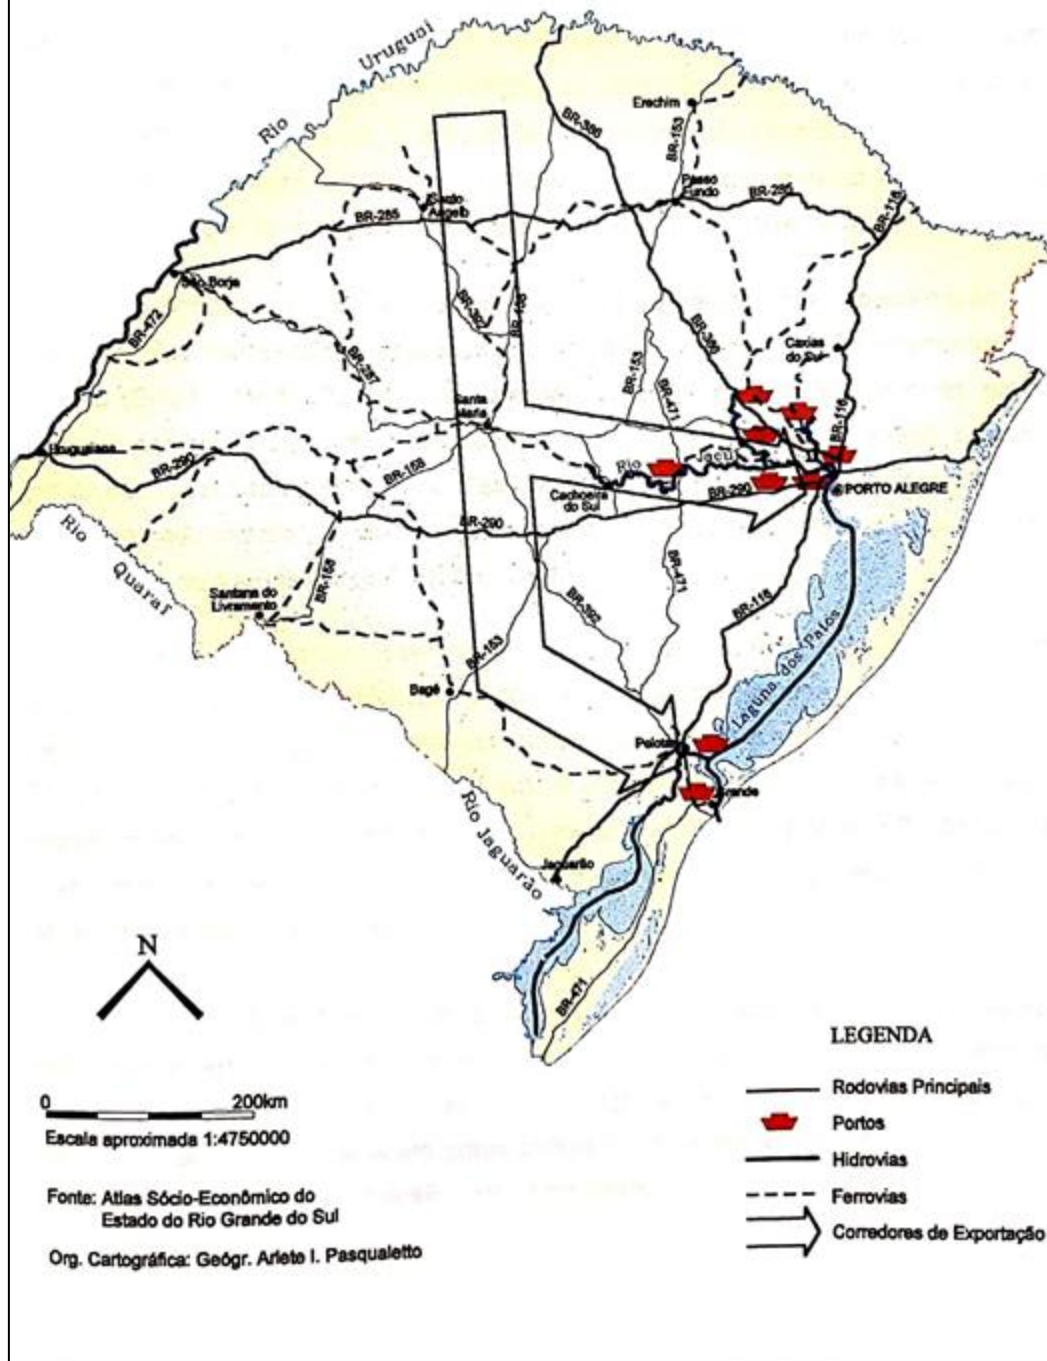 Rio
Uruguai
Erechim
BR-386
BR-153
Passo
Fundo
BR-285
BR-116
Santo
Angelo
BR-285
São Borja
BR-472
BR-392
BR-287
BR-386
BR-153
BR-471
Caxias
do Sul
BR-116
Santa
Maria
Uruguaiana
BR-290
BR-158
Rio
Jacuí
Cachoeira
do Sul
BR-290
PORTO ALEGRE
BR-290
Rio
Quaraí
Santana do
Livramento
BR-158
BR-392
BR-471
BR-116
Laguna dos Patos
BR-153
Bagé
Pelotas
Grande
Rio Jaguarão
Jaguarão
BR-471
N
LEGENDA
Rodovias Principais
Portos
Hidrovias
Ferrovias
Corredores de Exportação
0 200km
Escala aproximada 1:4750000
Fonte: Atlas Sócio-Econômico do
Estado do Rio Grande do Sul
Org. Cartográfica: Geógr. Arlete I. Pasqualetto